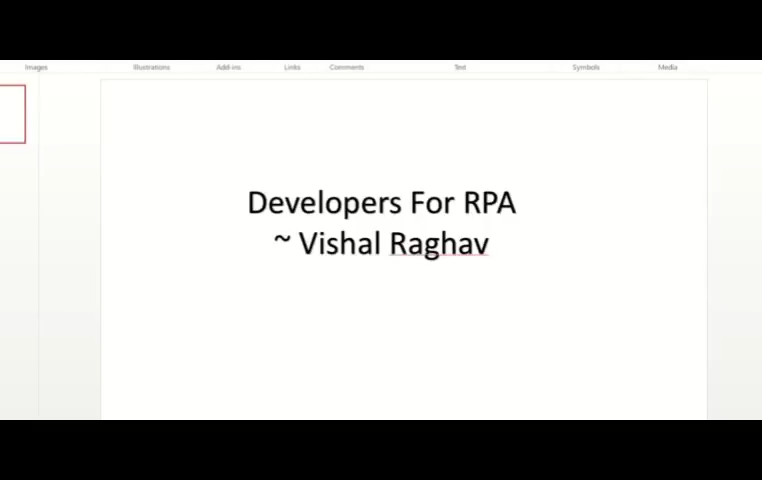 Images Illustrations Add-ins Links Comments Text Symbols Media
Developers For RPA
~ Vishal Raghav